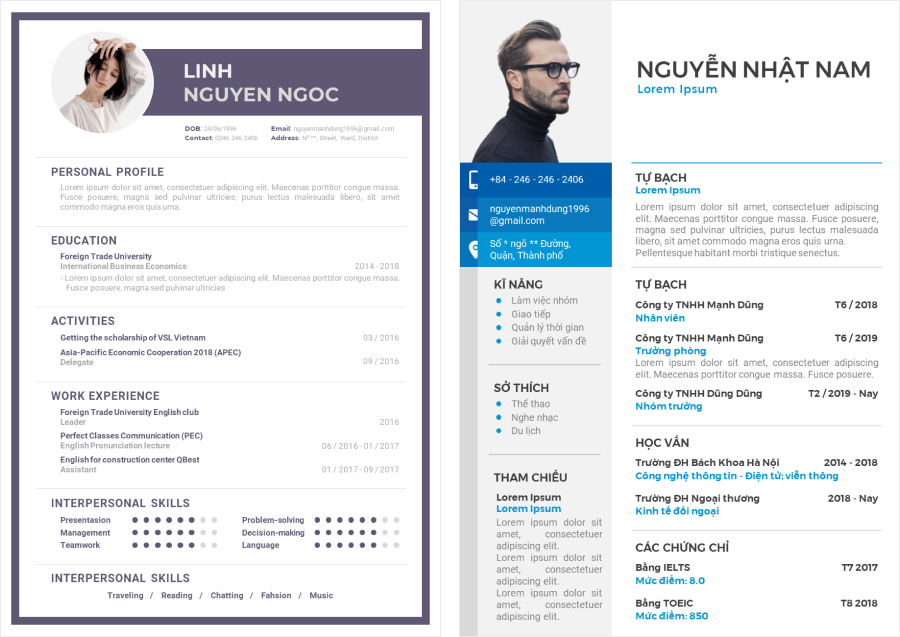 LINH
NGUYEN NGOC
DOB: 24/06/1996
Email: nguyenmanhdung1996@gmail.com
Contact: 0246 246 2406
Address: N° **, Street, Ward, District
PERSONAL PROFILE
Lorem ipsum dolor sit amet, consectetuer adipiscing elit. Maecenas porttitor congue massa.
Fusce posuere, magna sed pulvinar ultricies, purus lectus malesuada libero, sit amet
commodo magna eros quis urna.
EDUCATION
Foreign Trade University
International Business Economics 2014 - 2018
- Lorem ipsum dolor sit amet, consectetuer adipiscing elit. Maecenas porttitor congue massa.
Fusce posuere, magna sed pulvinar ultricies
ACTIVITIES
Getting the scholarship of VSL Vietnam 03 / 2016
Asia-Pacific Economic Cooperation 2018 (APEC)
Delegate 09 / 2016
WORK EXPERIENCE
Foreign Trade University English club
Leader 2016
Perfect Classes Communication (PEC)
English Pronunciation lecture 06 / 2016 - 01 / 2017
English for construction center QBest
Assistant 01 / 2017 - 09 / 2017
INTERPERSONAL SKILLS
Presentasion Problem-solving
Management Decision-making
Teamwork Language
INTERPERSONAL SKILLS
Traveling / Reading / Chatting / Fahsion / Music
NGUYỄN NHẬT NAM
Lorem Ipsum
+84 - 246 - 246 - 2406
nguyenmanhdung1996
@gmail.com
Số * ngõ ** Đường,
Quận, Thành phố
KĨ NĂNG
Làm việc nhóm
Giao tiếp
Quản lý thời gian
Giải quyết vấn đề
SỞ THÍCH
Thể thao
Nghe nhạc
Du lịch
THAM CHIẾU
Lorem Ipsum
Lorem Ipsum
Lorem ipsum dolor sit
amet, consectetuer
adipiscing elit.
Lorem ipsum dolor sit
amet, consectetuer
adipiscing elit.
Lorem ipsum dolor sit
amet, consectetuer
adipiscing elit.
TỰ BẠCH
Lorem Ipsum
Lorem ipsum dolor sit amet, consectetuer adipiscing
elit. Maecenas porttitor congue massa. Fusce posuere,
magna sed pulvinar ultricies, purus lectus malesuada
libero, sit amet commodo magna eros quis urna.
Pellentesque habitant morbi tristique senectus.
TỰ BẠCH
Công ty TNHH Mạnh Dũng T6 / 2018
Nhân viên
Công ty TNHH Mạnh Dũng T6 / 2019
Trưởng phòng
Lorem ipsum dolor sit amet, consectetuer adipiscing
elit. Maecenas porttitor congue massa. Fusce posuere.
Công ty TNHH Dũng Dũng T2 / 2019 - Nay
Nhóm trưởng
HỌC VẤN
Trường ĐH Bách Khoa Hà Nội 2014 - 2018
Công nghệ thông tin - Điện tử; viễn thông
Trường ĐH Ngoại thương 2018 - Nay
Kinh tế đối ngoại
CÁC CHỨNG CHỈ
Bằng IELTS T7 2017
Mức điểm: 8.0
Bằng TOEIC T8 2018
Mức điểm: 850